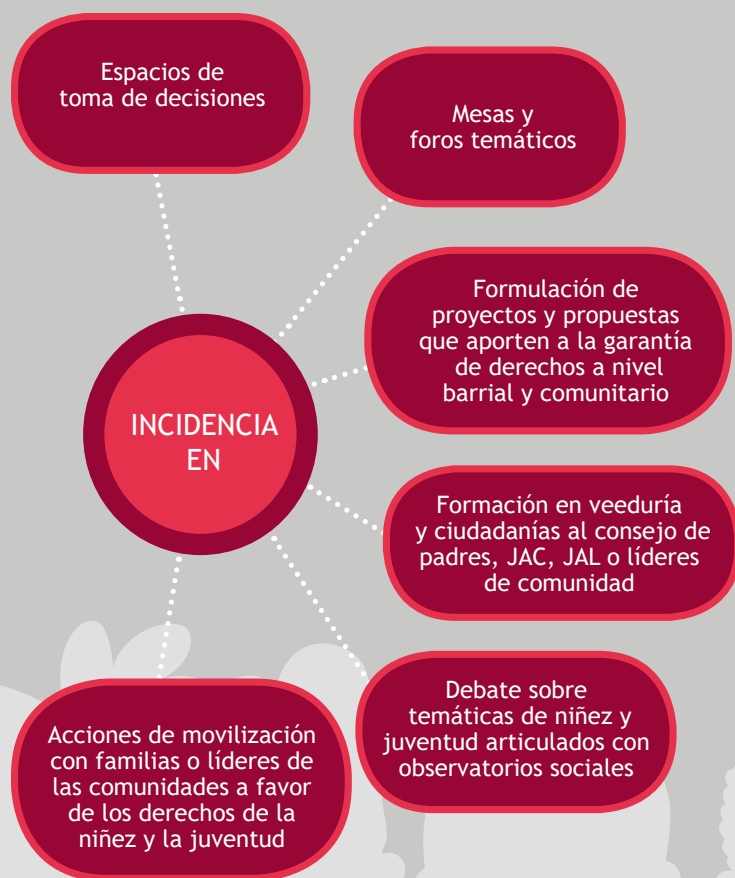 Espacios de
toma de decisiones
Mesas y
foros temáticos
Formulación de
proyectos y propuestas
que aporten a la garantía
de derechos a nivel
barrial y comunitario
INCIDENCIA
EN
Formación en veeduría
y ciudadanías al consejo de
padres, JAC, JAL o líderes
de comunidad
Debate sobre
temáticas de niñez y
juventud articulados con
observatorios sociales
Acciones de movilización
con familias o líderes de
las comunidades a favor
de los derechos de la
niñez y la juventud